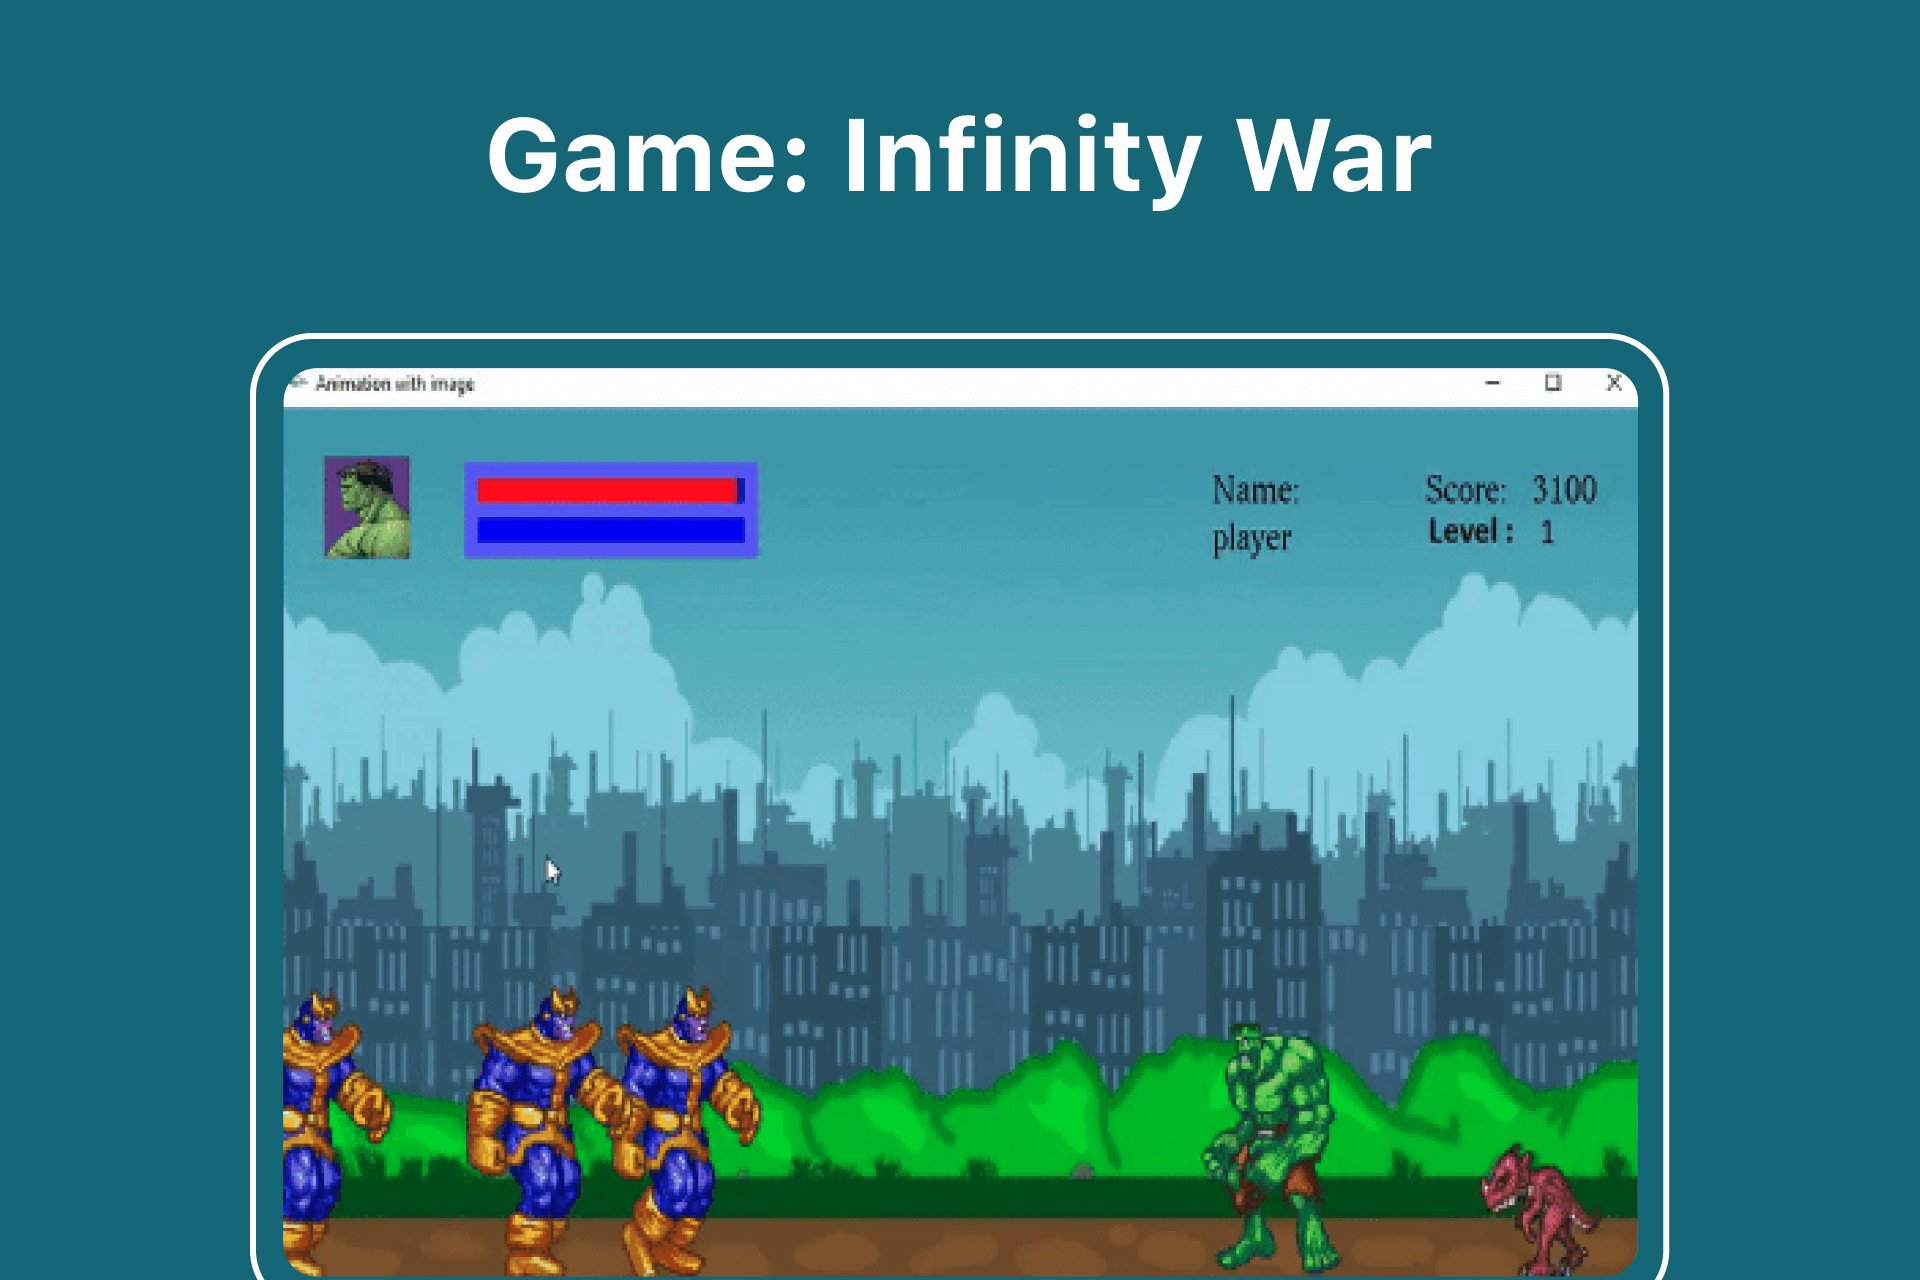 Game: Infinity War
Animation with image
Name:
player
Score: 3100
Level : 1